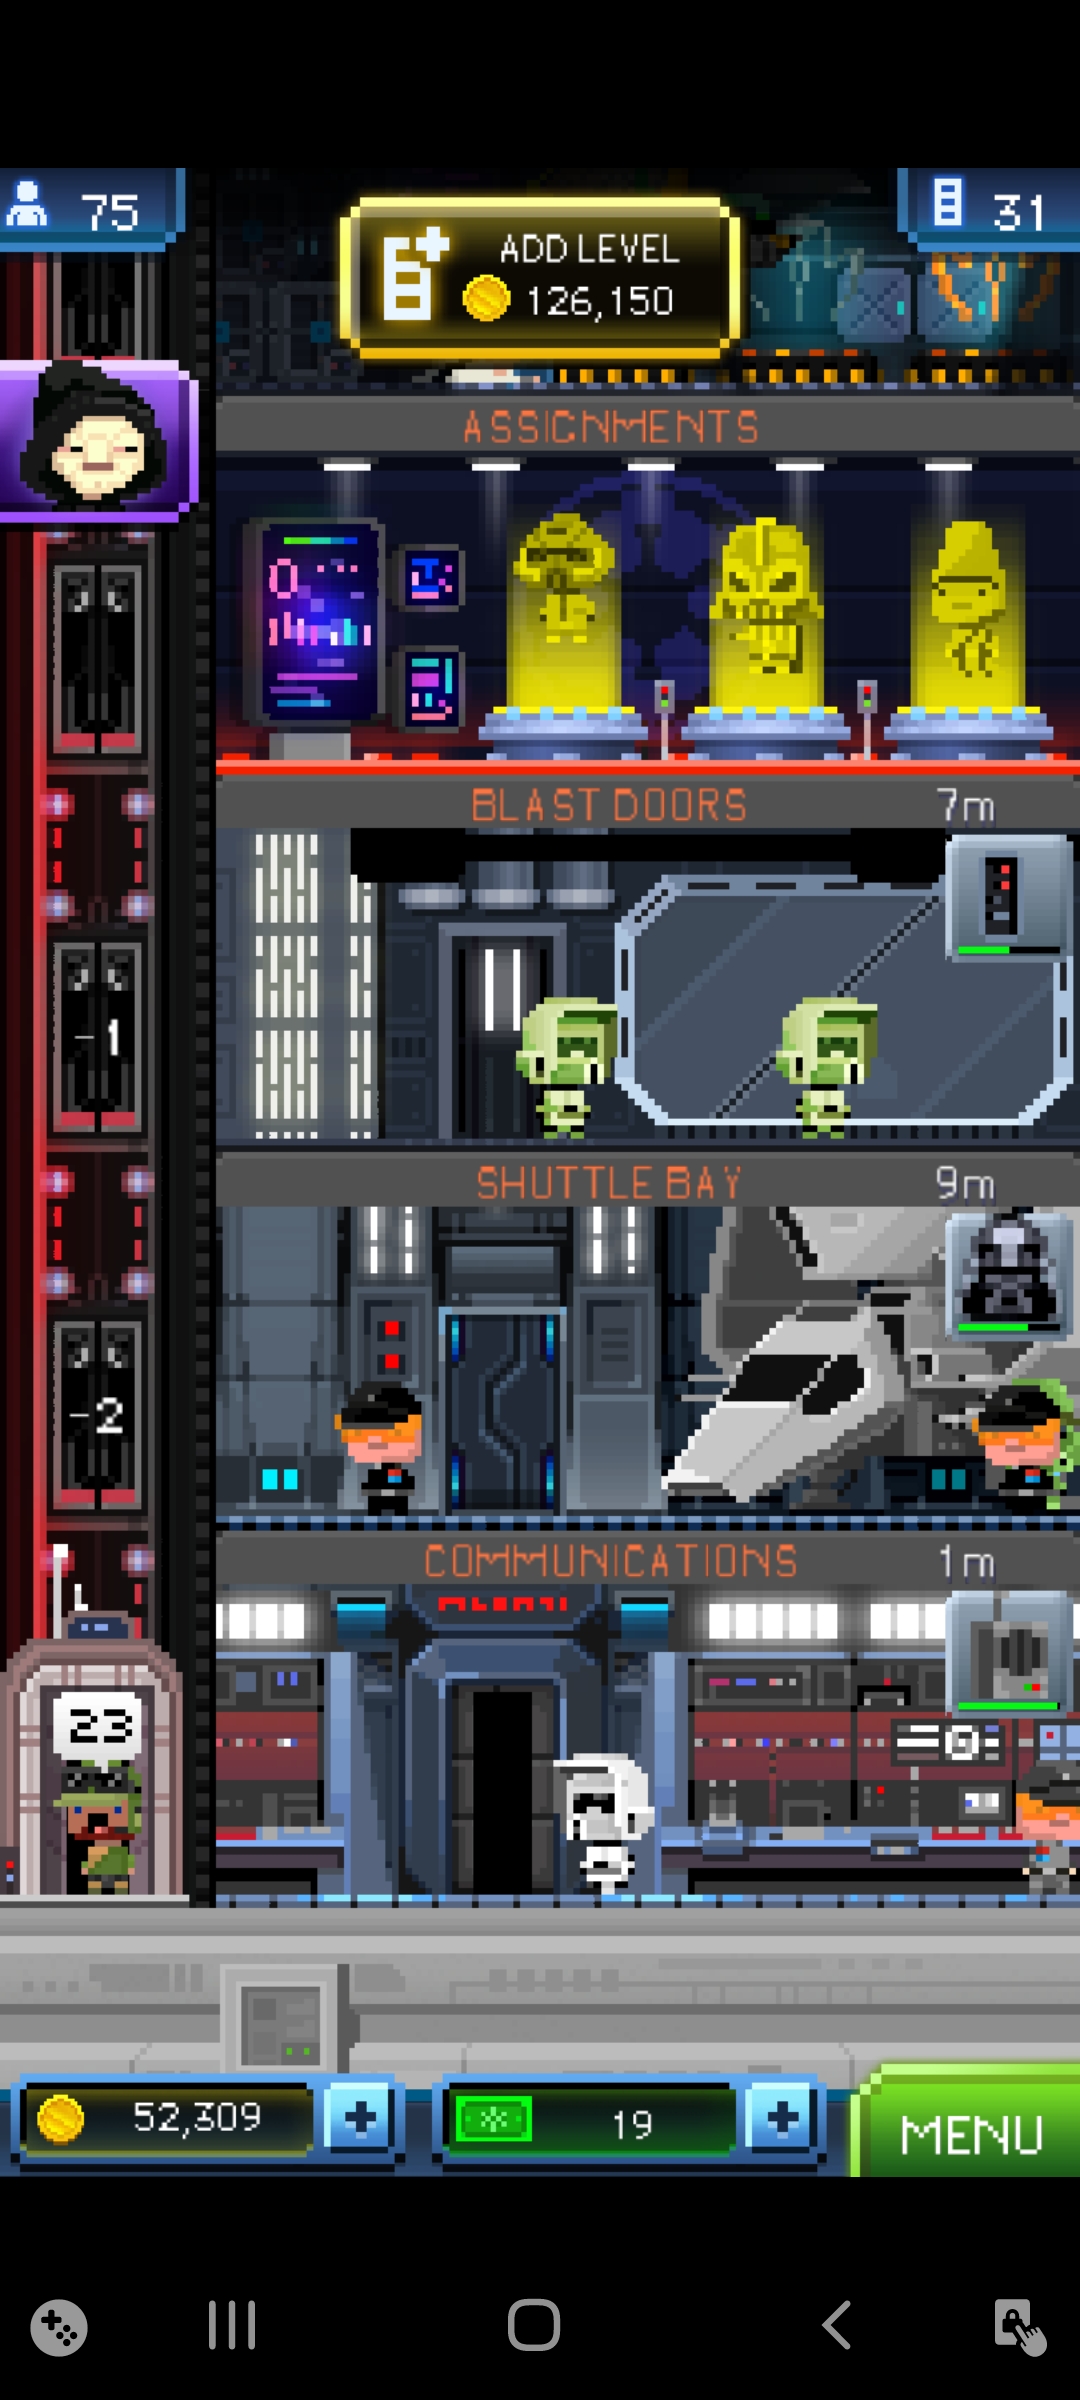 75
ADD LEVEL
126,150
31
ASSIGNMENTS
BLAST DOORS 7m
-1
SHUTTLE BAY 9m
-2
COMMUNICATIONS 1m
23
52,309
19
MENU